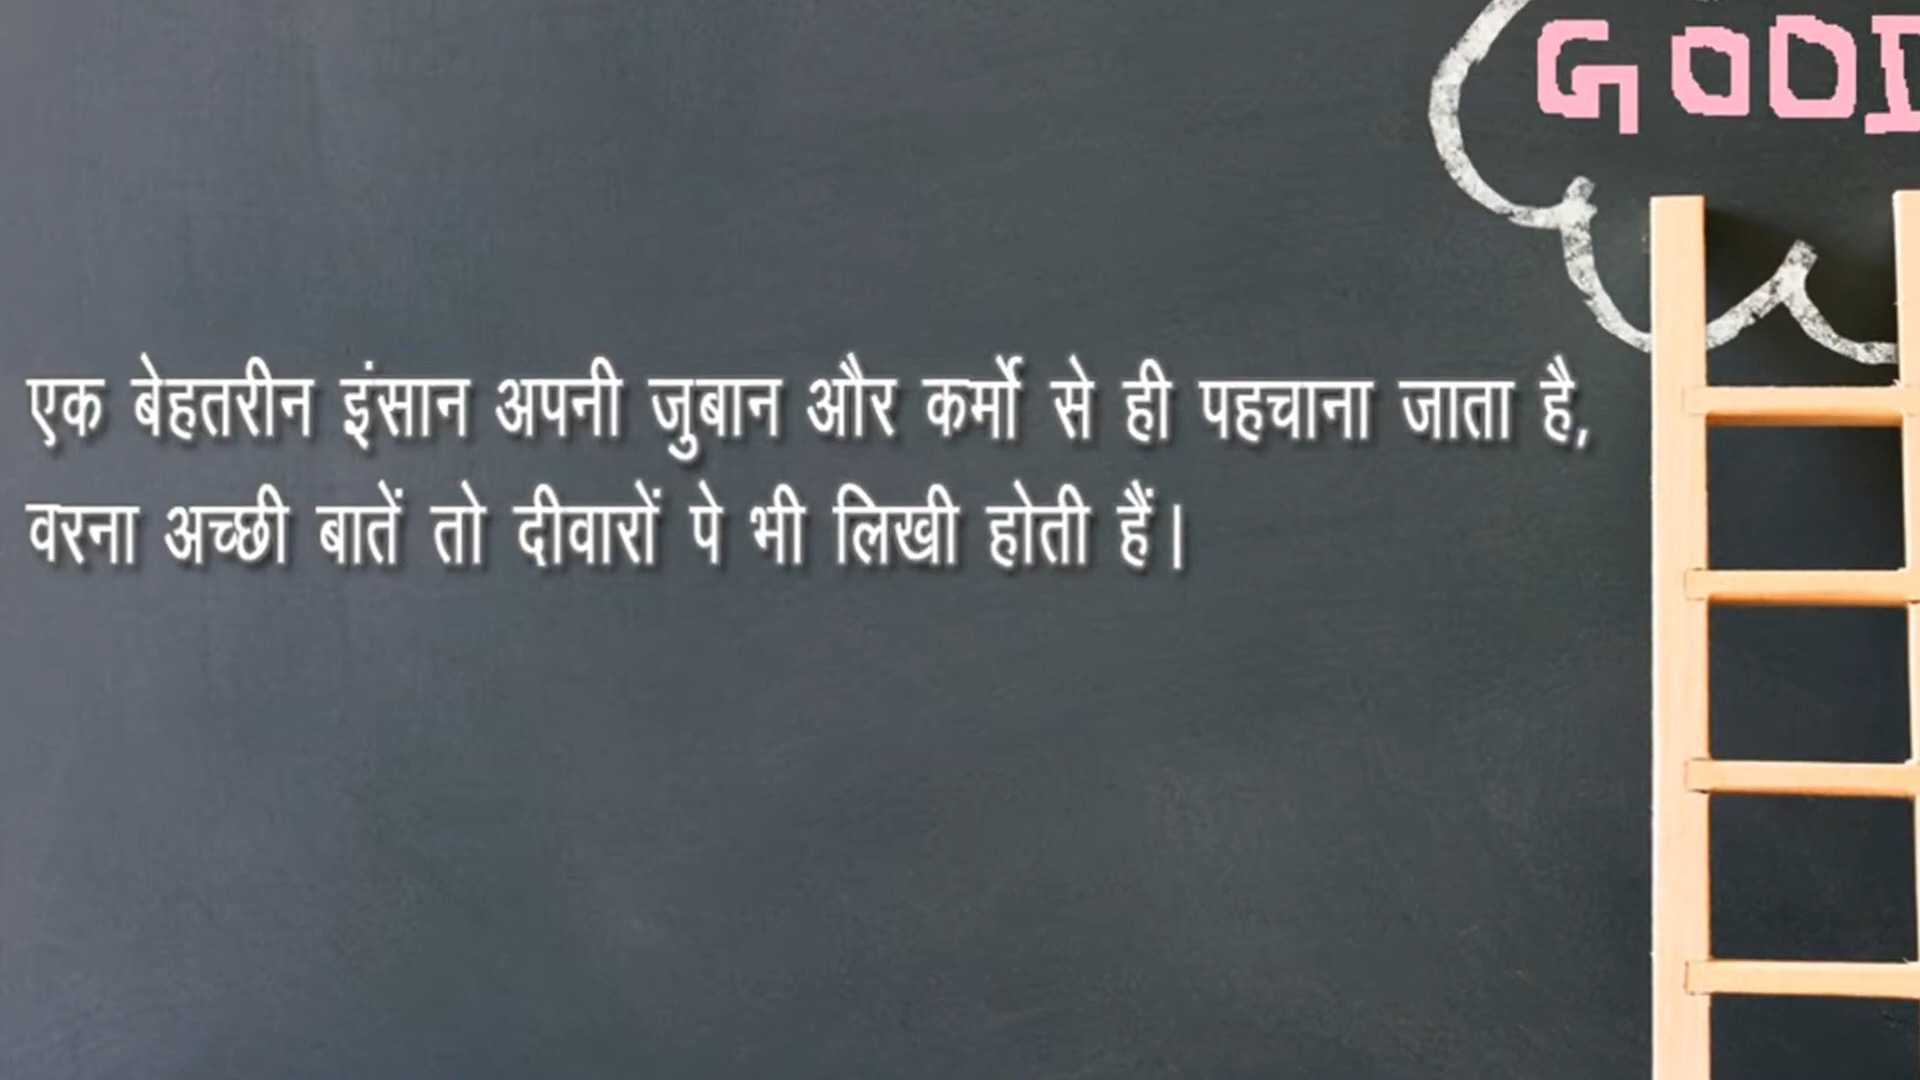 GOOD
एक बेहतरीन इंसान अपनी जुबान और कर्मो से ही पहचाना जाता है,
वरना अच्छी बातें तो दीवारों पे भी लिखी होती हैं।